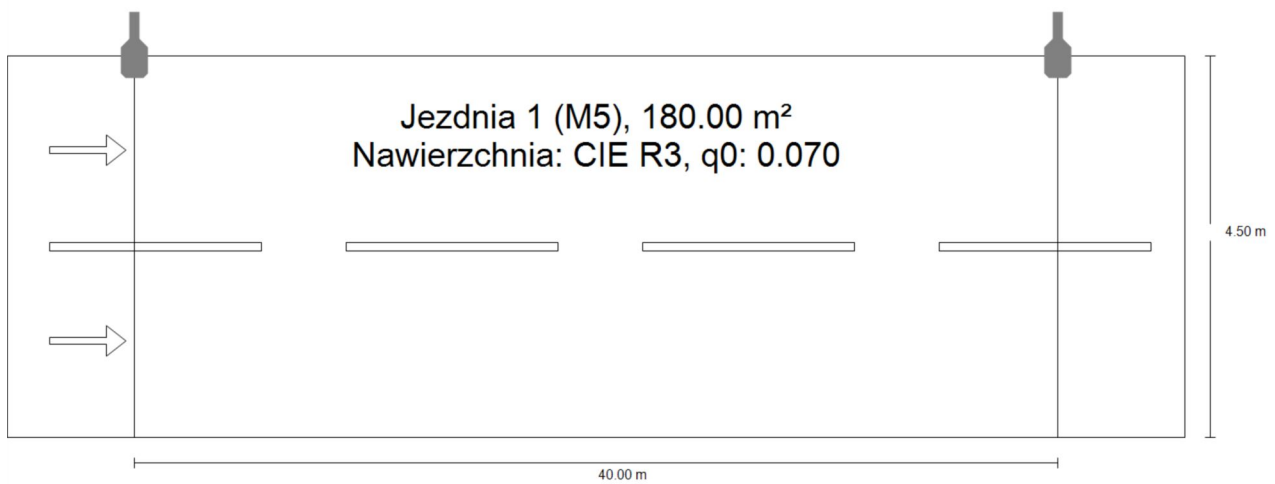 Jezdnia 1 (M5), 180.00 m²
Nawierzchnia: CIE R3, q0: 0.070
4.50 m
40.00 m